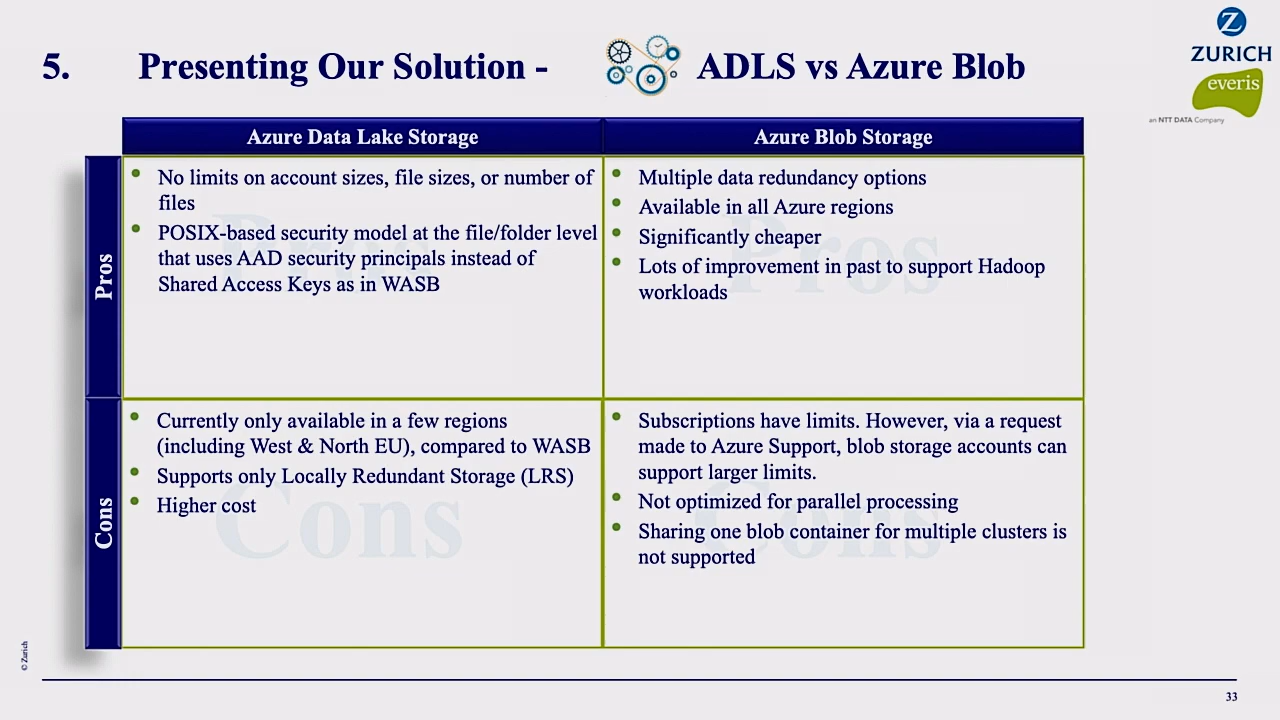 5. Presenting Our Solution - ADLS vs Azure Blob
ZURICH
everis
an NTT DATA Company
Azure Data Lake Storage
Azure Blob Storage
Pros
Pros
Pros
• No limits on account sizes, file sizes, or number of
files
• POSIX-based security model at the file/folder level
that uses AAD security principals instead of
Shared Access Keys as in WASB
• Multiple data redundancy options
• Available in all Azure regions
• Significantly cheaper
• Lots of improvement in past to support Hadoop
workloads
Cons
Cons
Cons
• Currently only available in a few regions
(including West & North EU), compared to WASB
• Supports only Locally Redundant Storage (LRS)
• Higher cost
• Subscriptions have limits. However, via a request
made to Azure Support, blob storage accounts can
support larger limits.
• Not optimized for parallel processing
• Sharing one blob container for multiple clusters is
not supported
© Zurich
33